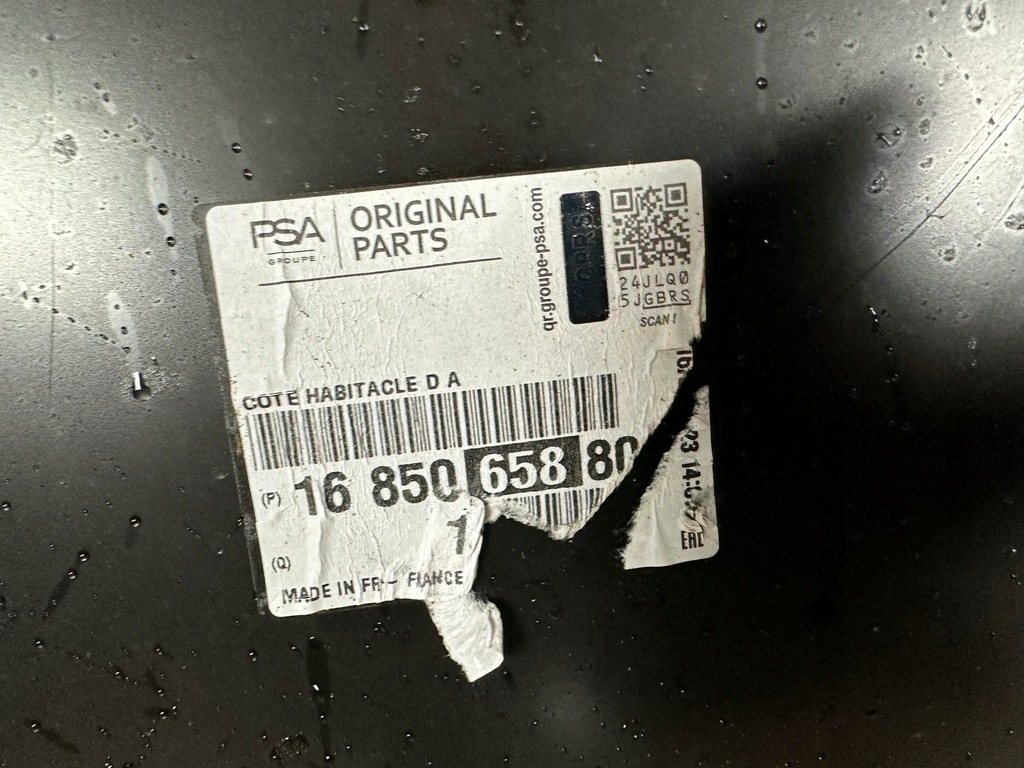 PSA
GROUPE
ORIGINAL
PARTS
qr.groupe-psa.com
24JLQ0
5JGBRS
SCAN!
COTE HABITACLE D A
(P) 16 850 658 80
1
(Q)
MADE IN FR - FRANCE
EAC